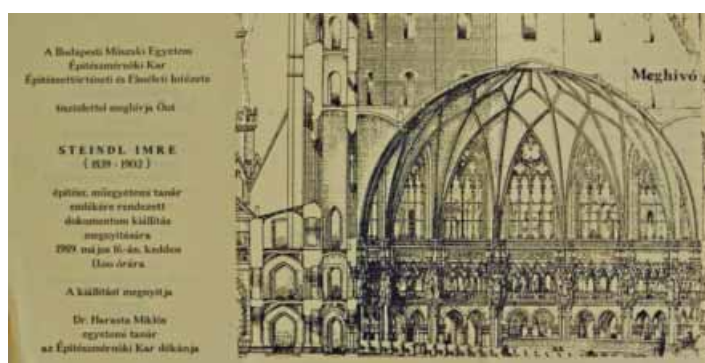 A Budapesti Műszaki Egyetem
Építészmérnöki Kar
Építészettörténeti és Elméleti Intézete
tisztelettel meghívja Önt
STEINDL IMRE
( 1839 - 1902 )
építész, műegyetemi tanár
emlékére rendezett
dokumentum kiállítás
megnyitására
1989. május 16-án, kedden
órára.
A kiállítást megnyitja
Dr. Harasta Miklós
egyetemi tanár
az Építészmérnöki Kar dékánja
Meghívó